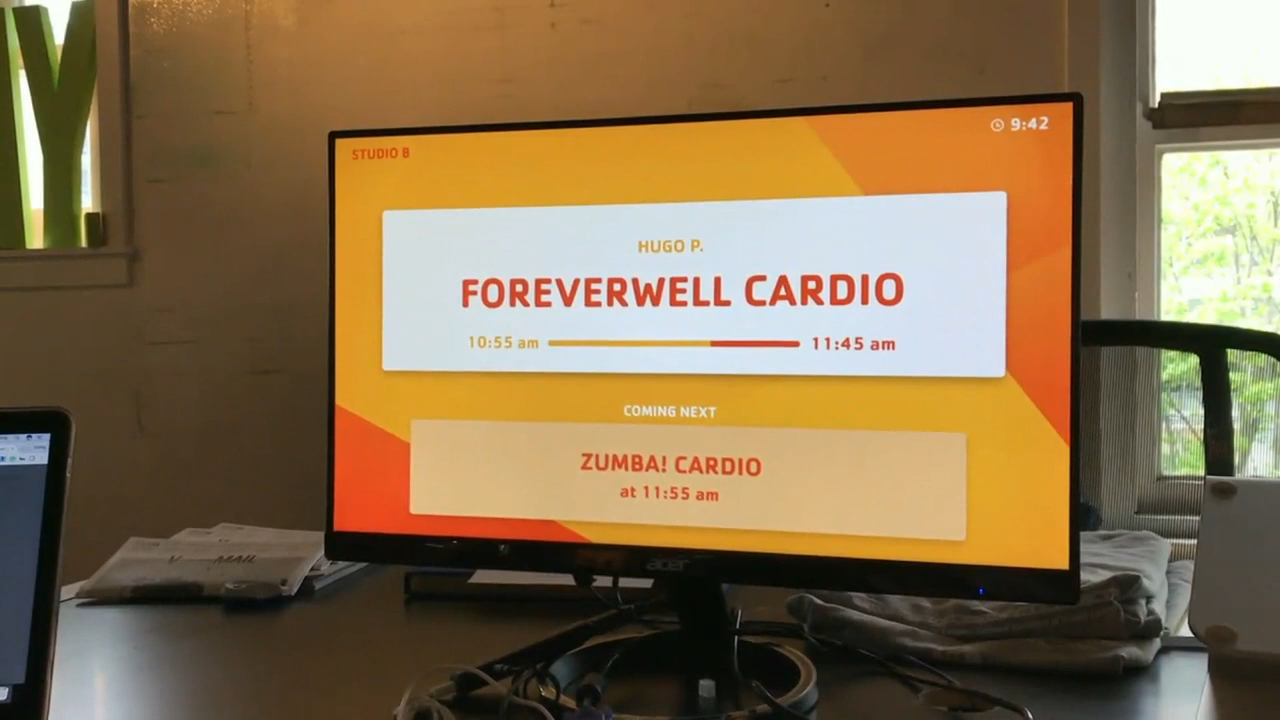 Y
STUDIO B
9:42
HUGO P.
FOREVERWELL CARDIO
10:55 am 11:45 am
COMING NEXT
ZUMBA! CARDIO
at 11:55 am
acer
MAIL